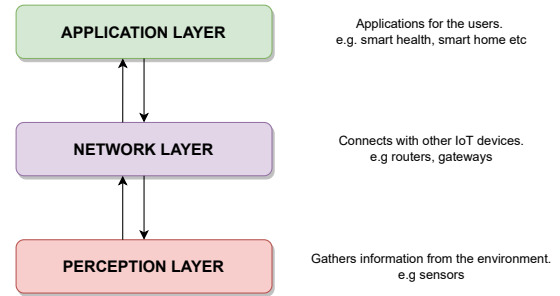 APPLICATION LAYER
Applications for the users.
e.g. smart health, smart home etc
NETWORK LAYER
Connects with other IoT devices.
e.g routers, gateways
PERCEPTION LAYER
Gathers information from the environment.
e.g sensors